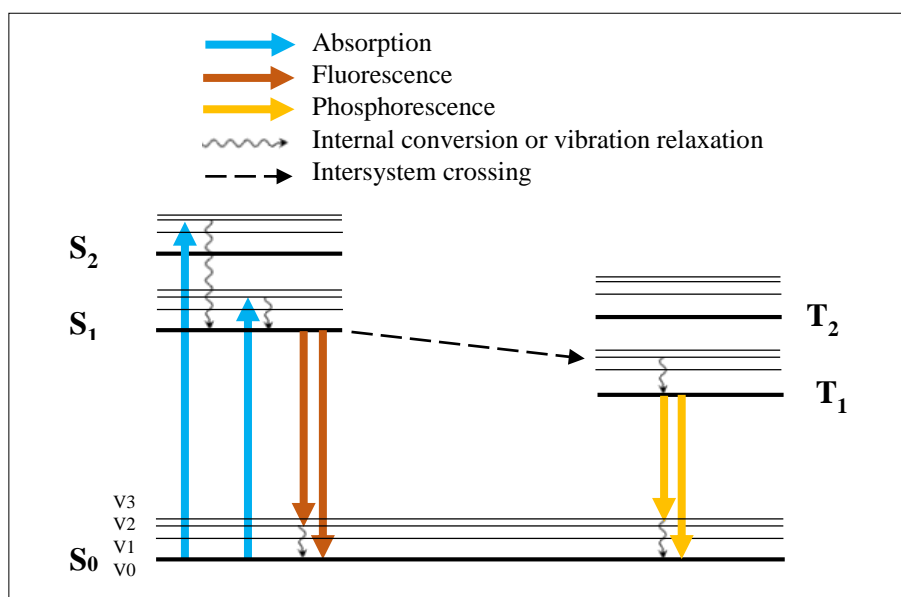 Absorption
Fluorescence
Phosphorescence
Internal conversion or vibration relaxation
Intersystem crossing
S2
S1
T2
T1
V3
V2
V1
S0 V0